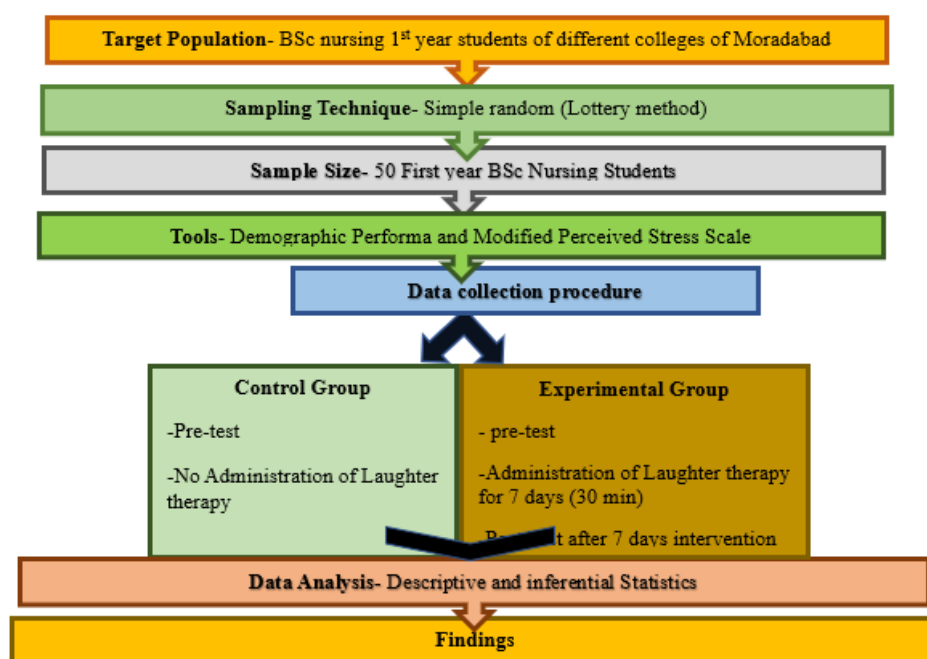 Target Population- BSc nursing 1st year students of different colleges of Moradabad
Sampling Technique- Simple random (Lottery method)
Sample Size- 50 First year BSc Nursing Students
Tools- Demographic Performa and Modified Perceived Stress Scale
Data collection procedure
Control Group
-Pre-test
-No Administration of Laughter
therapy
Experimental Group
- pre-test
-Administration of Laughter therapy
for 7 days (30 min)
after 7 days intervention
Data Analysis- Descriptive and inferential Statistics
Findings